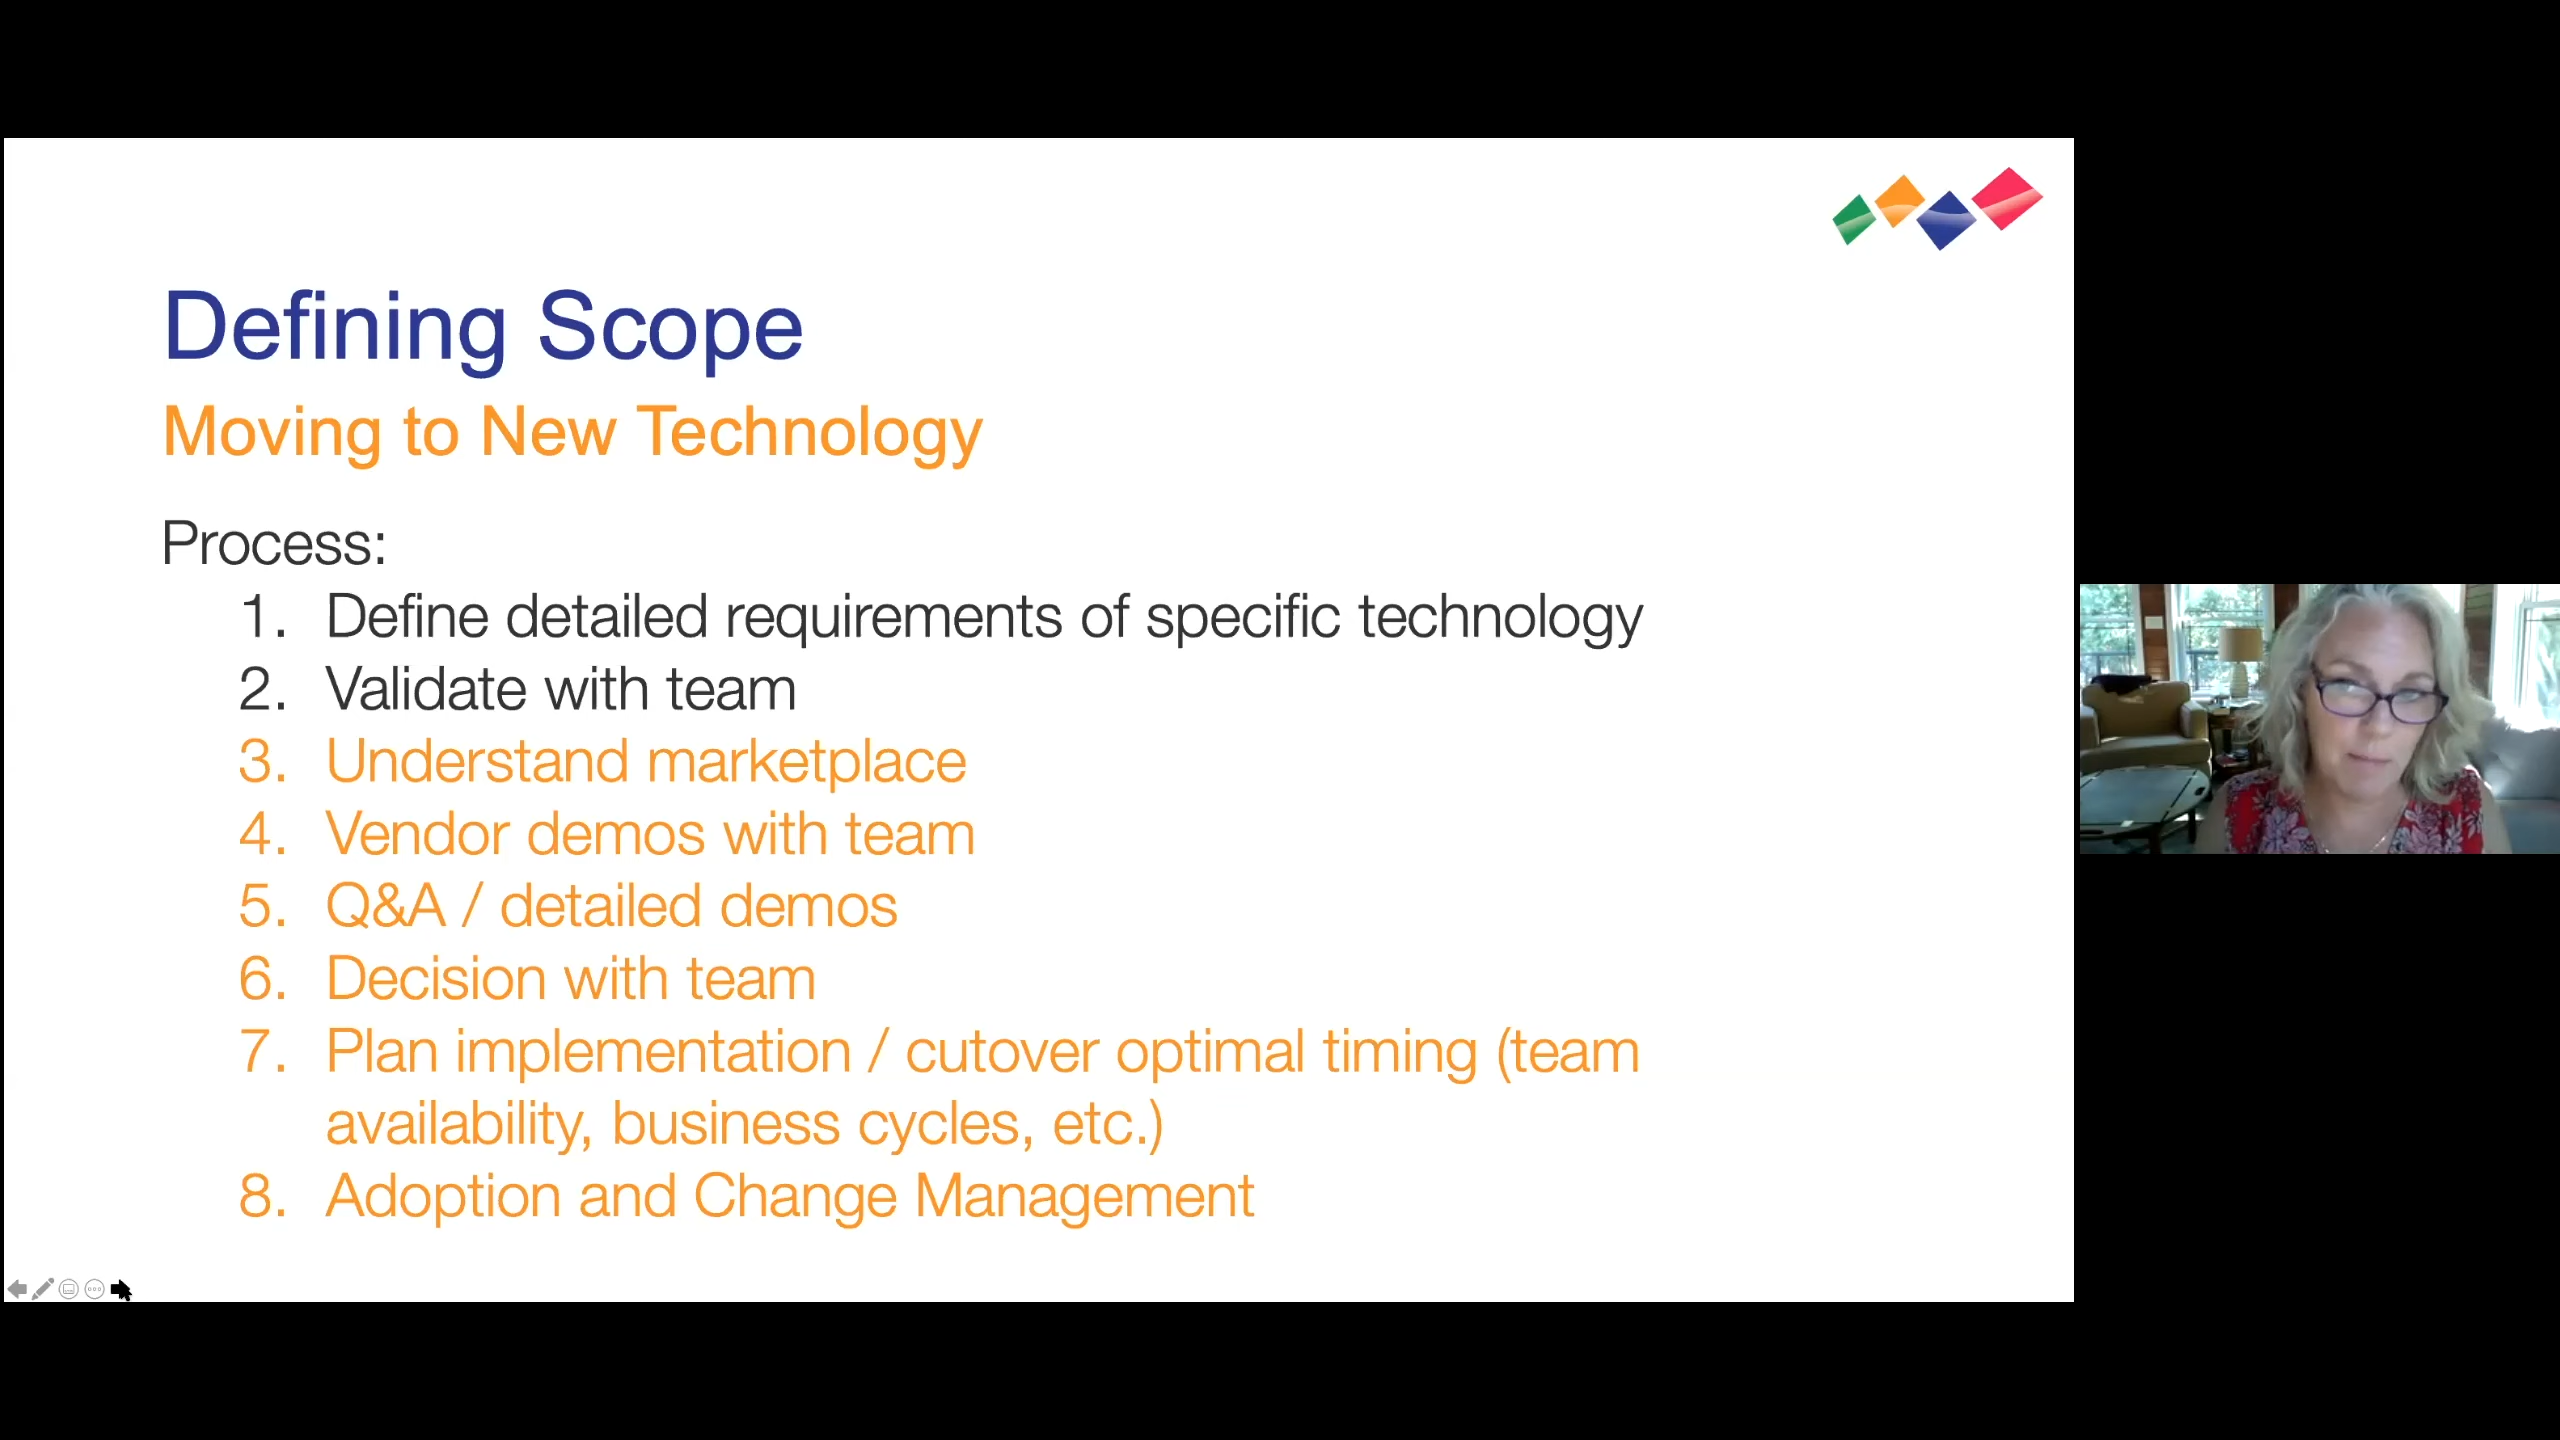 Defining Scope
Moving to New Technology
Process:
1. Define detailed requirements of specific technology
2. Validate with team
3. Understand marketplace
4. Vendor demos with team
5. Q&A / detailed demos
6. Decision with team
7. Plan implementation / cutover optimal timing (team
availability, business cycles, etc.)
8. Adoption and Change Management